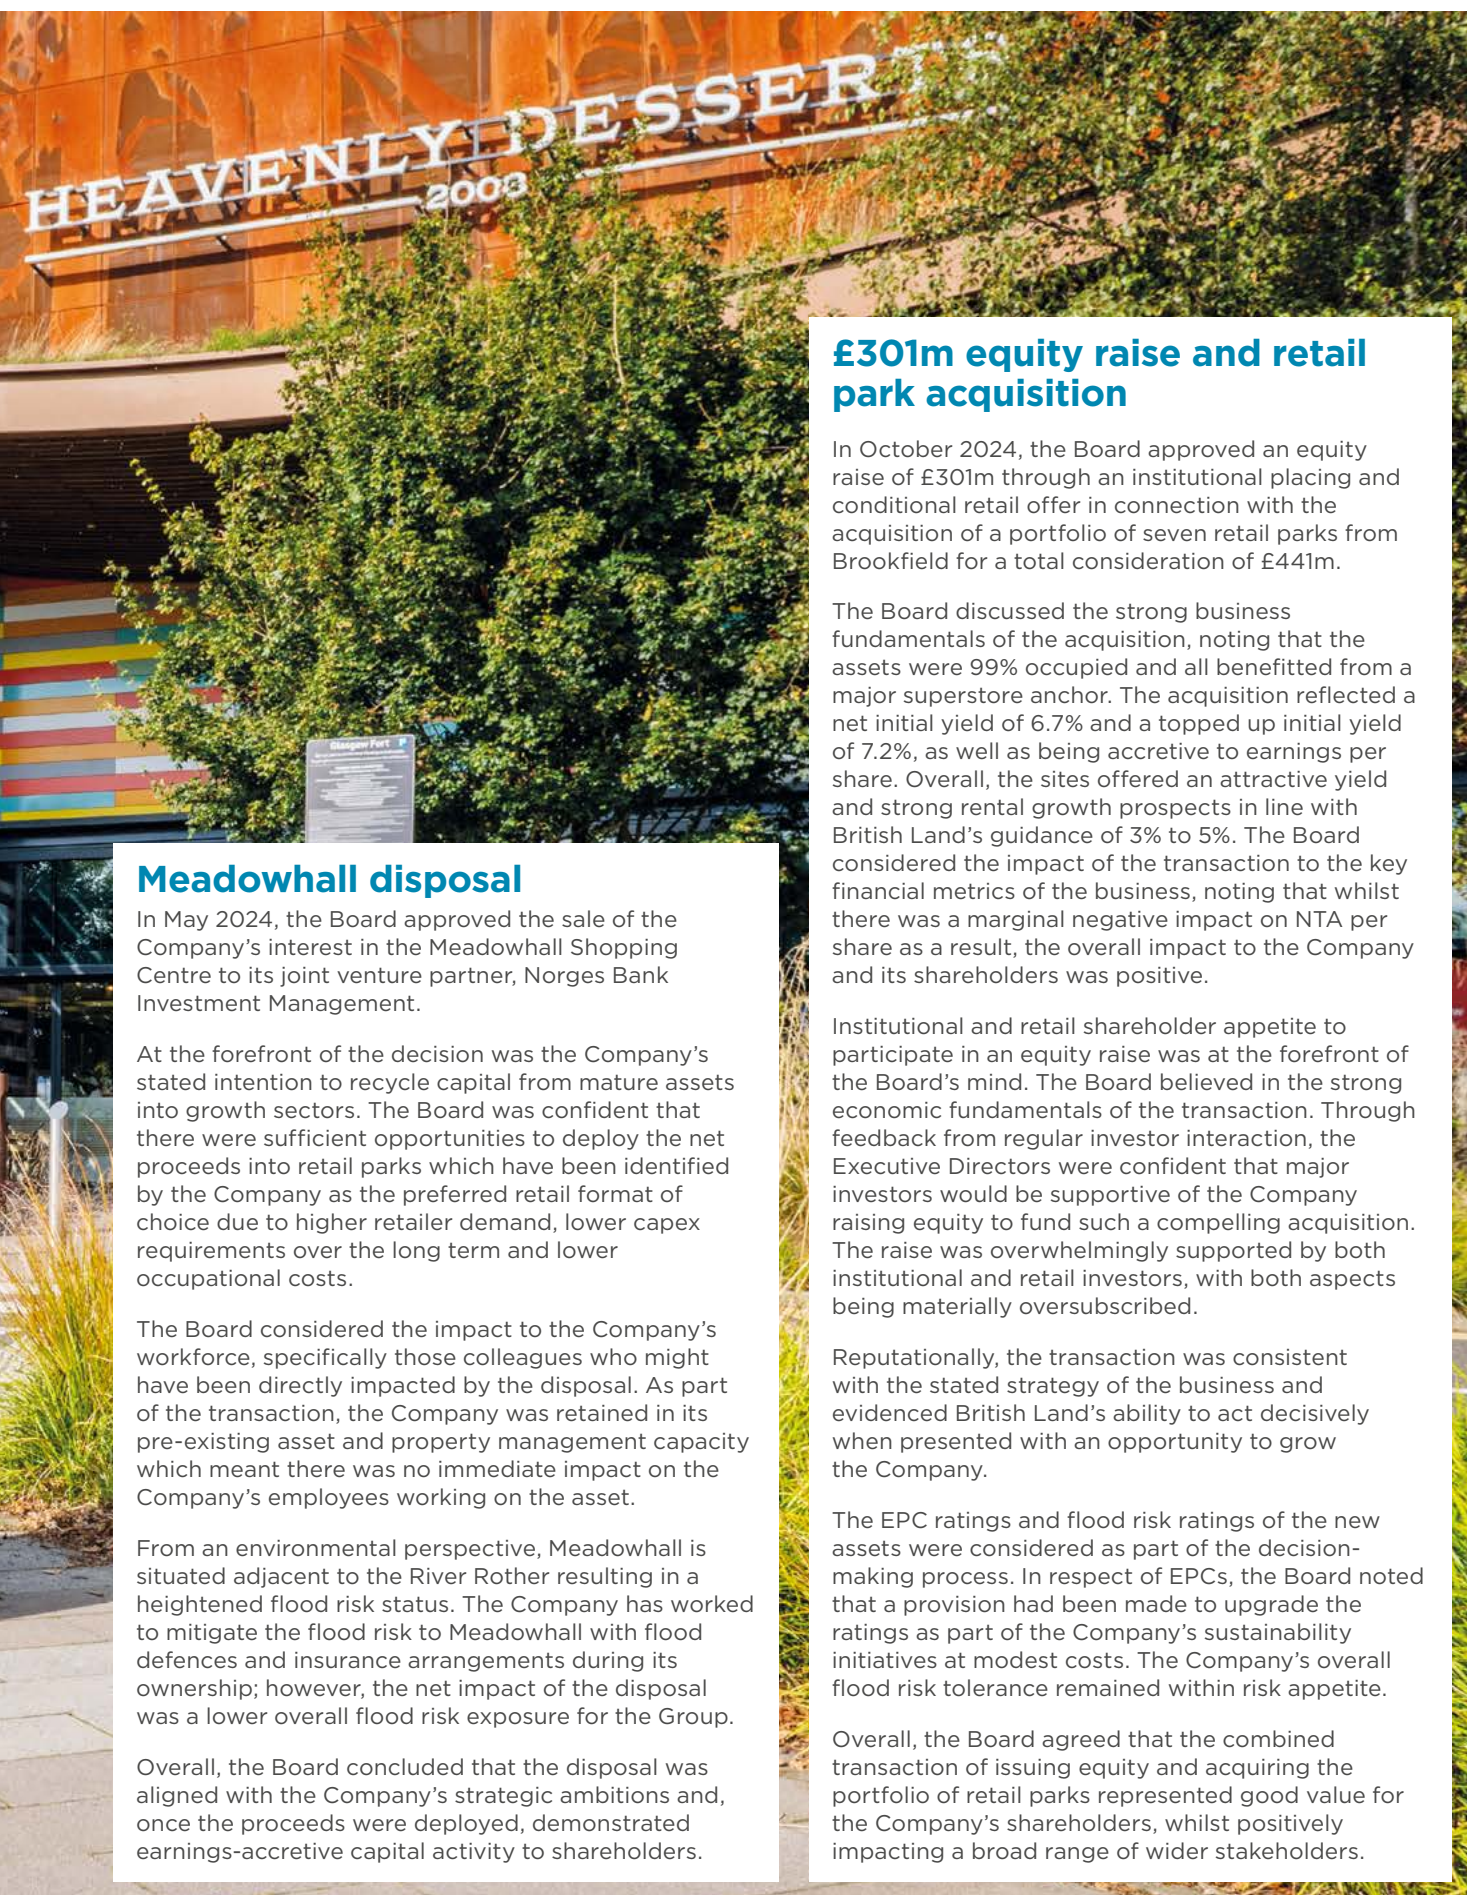 HEAVENLY DESSERTS
2008
Glasgow Fort
£301m equity raise and retail
park acquisition
In October 2024, the Board approved an equity
raise of £301m through an institutional placing and
conditional retail offer in connection with the
acquisition of a portfolio of seven retail parks from
Brookfield for a total consideration of £441m.
The Board discussed the strong business
fundamentals of the acquisition, noting that the
assets were 99% occupied and all benefitted from a
major superstore anchor. The acquisition reflected a
net initial yield of 6.7% and a topped up initial yield
of 7.2%, as well as being accretive to earnings per
share. Overall, the sites offered an attractive yield
and strong rental growth prospects in line with
British Land’s guidance of 3% to 5%. The Board
considered the impact of the transaction to the key
financial metrics of the business, noting that whilst
there was a marginal negative impact on NTA per
share as a result, the overall impact to the Company
and its shareholders was positive.
Institutional and retail shareholder appetite to
participate in an equity raise was at the forefront of
the Board’s mind. The Board believed in the strong
economic fundamentals of the transaction. Through
feedback from regular investor interaction, the
Executive Directors were confident that major
investors would be supportive of the Company
raising equity to fund such a compelling acquisition.
The raise was overwhelmingly supported by both
institutional and retail investors, with both aspects
being materially oversubscribed.
Reputationally, the transaction was consistent
with the stated strategy of the business and
evidenced British Land’s ability to act decisively
when presented with an opportunity to grow
the Company.
The EPC ratings and flood risk ratings of the new
assets were considered as part of the decision-
making process. In respect of EPCs, the Board noted
that a provision had been made to upgrade the
ratings as part of the Company’s sustainability
initiatives at modest costs. The Company’s overall
flood risk tolerance remained within risk appetite.
Overall, the Board agreed that the combined
transaction of issuing equity and acquiring the
portfolio of retail parks represented good value for
the Company’s shareholders, whilst positively
impacting a broad range of wider stakeholders.
Meadowhall disposal
In May 2024, the Board approved the sale of the
Company’s interest in the Meadowhall Shopping
Centre to its joint venture partner, Norges Bank
Investment Management.
At the forefront of the decision was the Company’s
stated intention to recycle capital from mature assets
into growth sectors. The Board was confident that
there were sufficient opportunities to deploy the net
proceeds into retail parks which have been identified
by the Company as the preferred retail format of
choice due to higher retailer demand, lower capex
requirements over the long term and lower
occupational costs.
The Board considered the impact to the Company’s
workforce, specifically those colleagues who might
have been directly impacted by the disposal. As part
of the transaction, the Company was retained in its
pre-existing asset and property management capacity
which meant there was no immediate impact on the
Company’s employees working on the asset.
From an environmental perspective, Meadowhall is
situated adjacent to the River Rother resulting in a
heightened flood risk status. The Company has worked
to mitigate the flood risk to Meadowhall with flood
defences and insurance arrangements during its
ownership; however, the net impact of the disposal
was a lower overall flood risk exposure for the Group.
Overall, the Board concluded that the disposal was
aligned with the Company’s strategic ambitions and,
once the proceeds were deployed, demonstrated
earnings-accretive capital activity to shareholders.